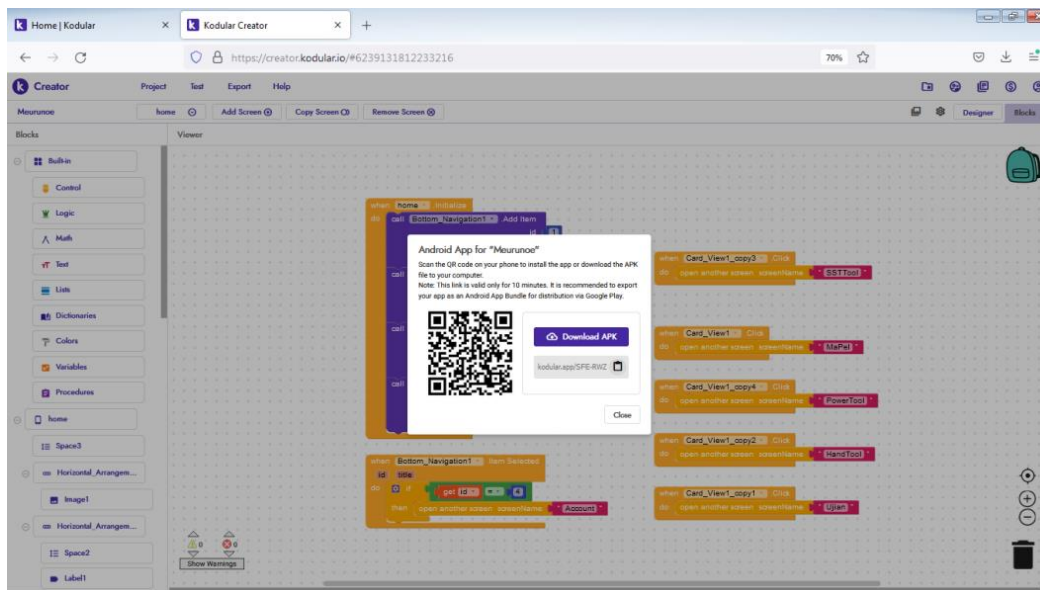 Home | Kodular
Kodular Creator
https://creator.kodular.io/#6239131812233216
70%
Creator
Project
Test
Export
Help
Meurunoe
home
Add Screen
Copy Screen
Remove Screen
Designer
Blocks
Blocks
Viewer
Built-in
Control
Logic
Math
Text
Lists
Dictionaries
Colors
Variables
Procedures
home
Space3
Horizontal_Arrangem...
Image1
Horizontal_Arrangem...
Space2
Label1
when home Initialize
do call Bottom_Navigation1 Add Item
id 1
call
call
call
Android App for "Meurunoe"
Scan the QR code on your phone to install the app or download the APK
file to your computer.
Note: This link is valid only for 10 minutes. It is recommended to export
your app as an Android App Bundle for distribution via Google Play.
Download APK
Close
when Bottom_Navigation1 Item Selected
id title
do if get id = 4
then open another screen screenName "Account"
when Card_View1_copy3 Click
do open another screen screenName "SSTTool"
when Card_View1 Click
do open another screen screenName "MaPel"
when Card_View1_copy4 Click
do open another screen screenName "PowerTool"
when Card_View1_copy2 Click
do open another screen screenName "HandTool"
when Card_View1_copy1 Click
do open another screen screenName "Ujian"
0 0
Show Warnings